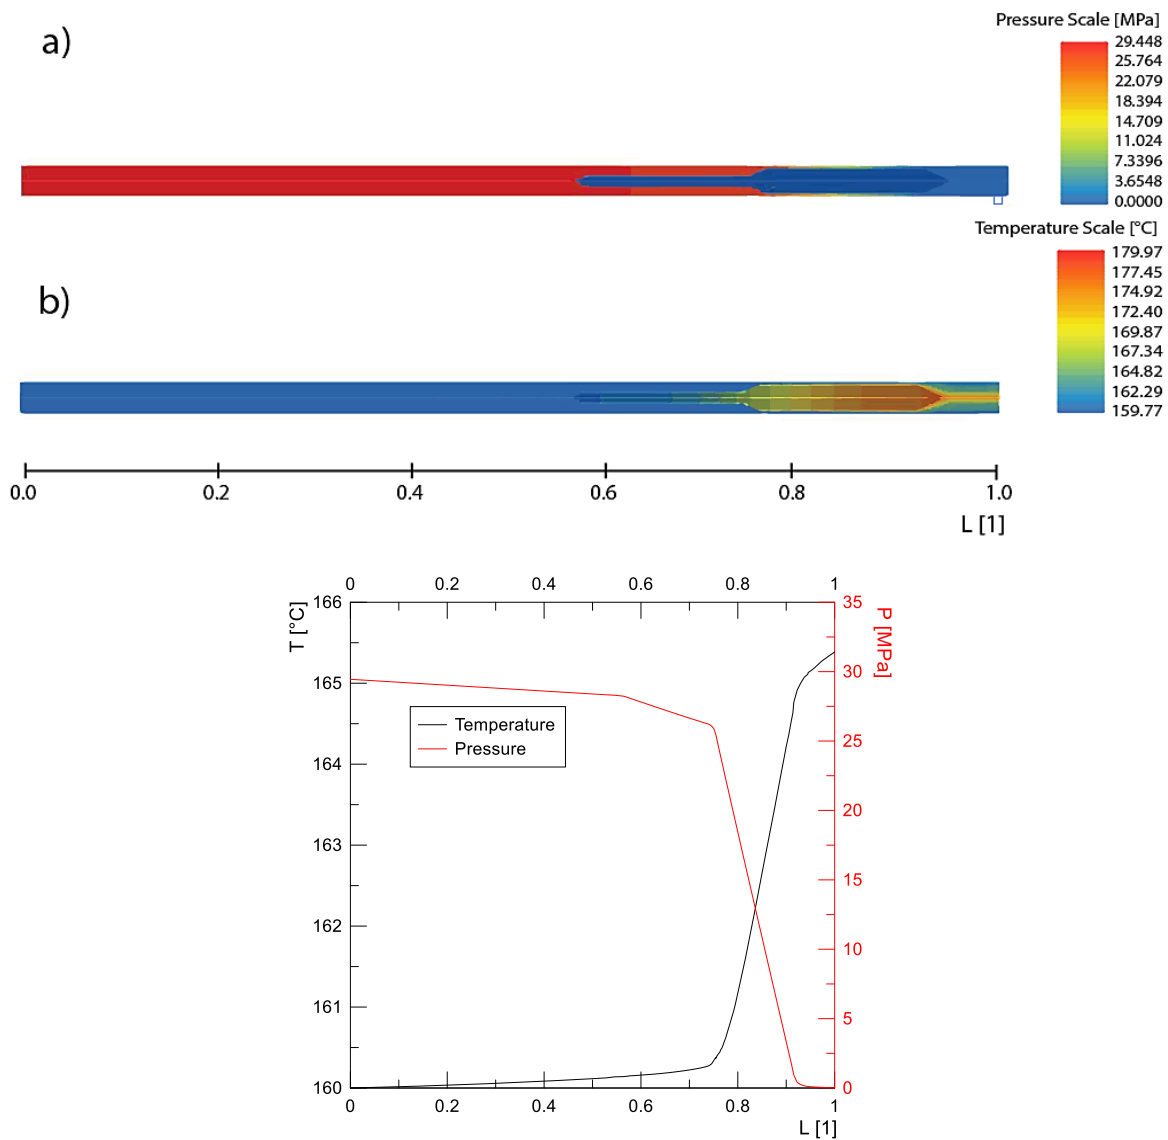 a)
Pressure Scale [MPa]
29.448
25.764
22.079
18.394
14.709
11.024
7.3396
3.6548
0.0000
Temperature Scale [°C]
b)
179.97
177.45
174.92
172.40
169.87
167.34
164.82
162.29
159.77
0.0 0.2 0.4 0.6 0.8 1.0
L [1]
0 0.2 0.4 0.6 0.8 1
T [°C]
166
165
164
163
162
161
160
P [MPa]
35
30
25
20
15
10
5
0
Temperature
Pressure
0 0.2 0.4 0.6 0.8 1
L [1]